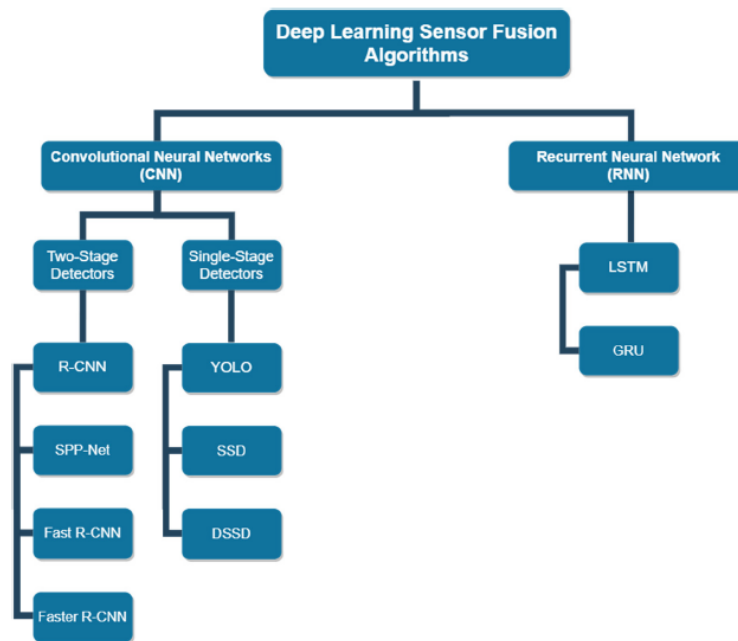 Deep Learning Sensor Fusion
Algorithms
Convolutional Neural Networks
(CNN)
Recurrent Neural Network
(RNN)
Two-Stage
Detectors
Single-Stage
Detectors
LSTM
GRU
R-CNN
YOLO
SPP-Net
SSD
Fast R-CNN
DSSD
Faster R-CNN